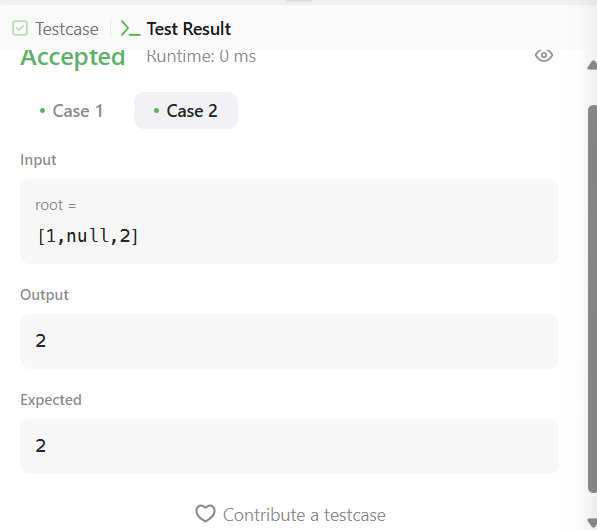 Testcase Test Result
Accepted Runtime: 0 ms
Case 1 Case 2
Input
root =
[1,null,2]
Output
2
Expected
2
Contribute a testcase